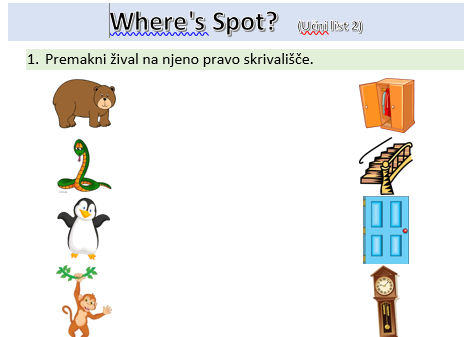 Where's Spot? (Učni list 2)
1. Premakni žival na njeno pravo skrivališče.